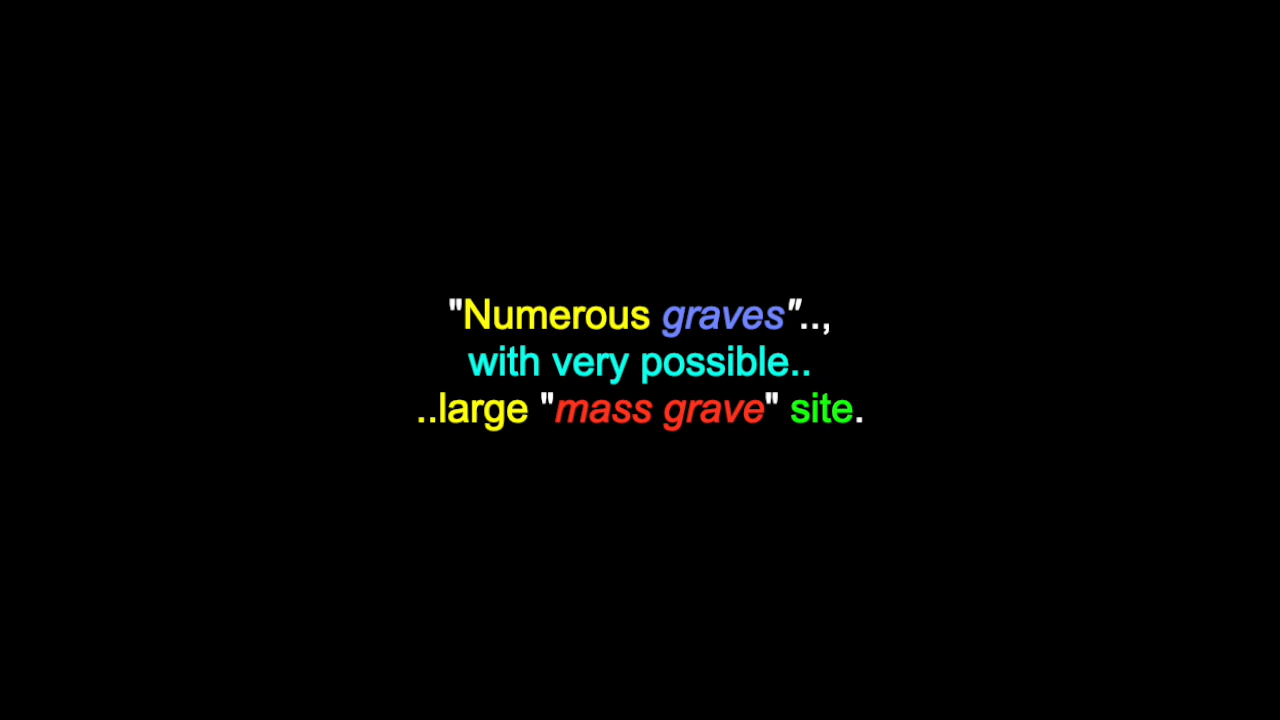 "Numerous graves"..,
with very possible..
..large "mass grave" site.